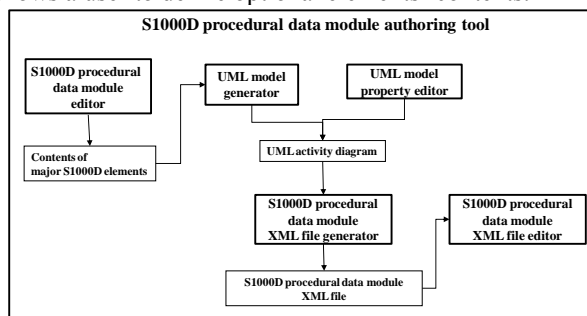 S1000D procedural data module authoring tool
S1000D procedural
data module
editor
UML model
generator
UML model
property editor
Contents of
major S1000D elements
UML activity diagram
S1000D procedural
data module
XML file generator
S1000D procedural
data module
XML file editor
S1000D procedural data module
XML file